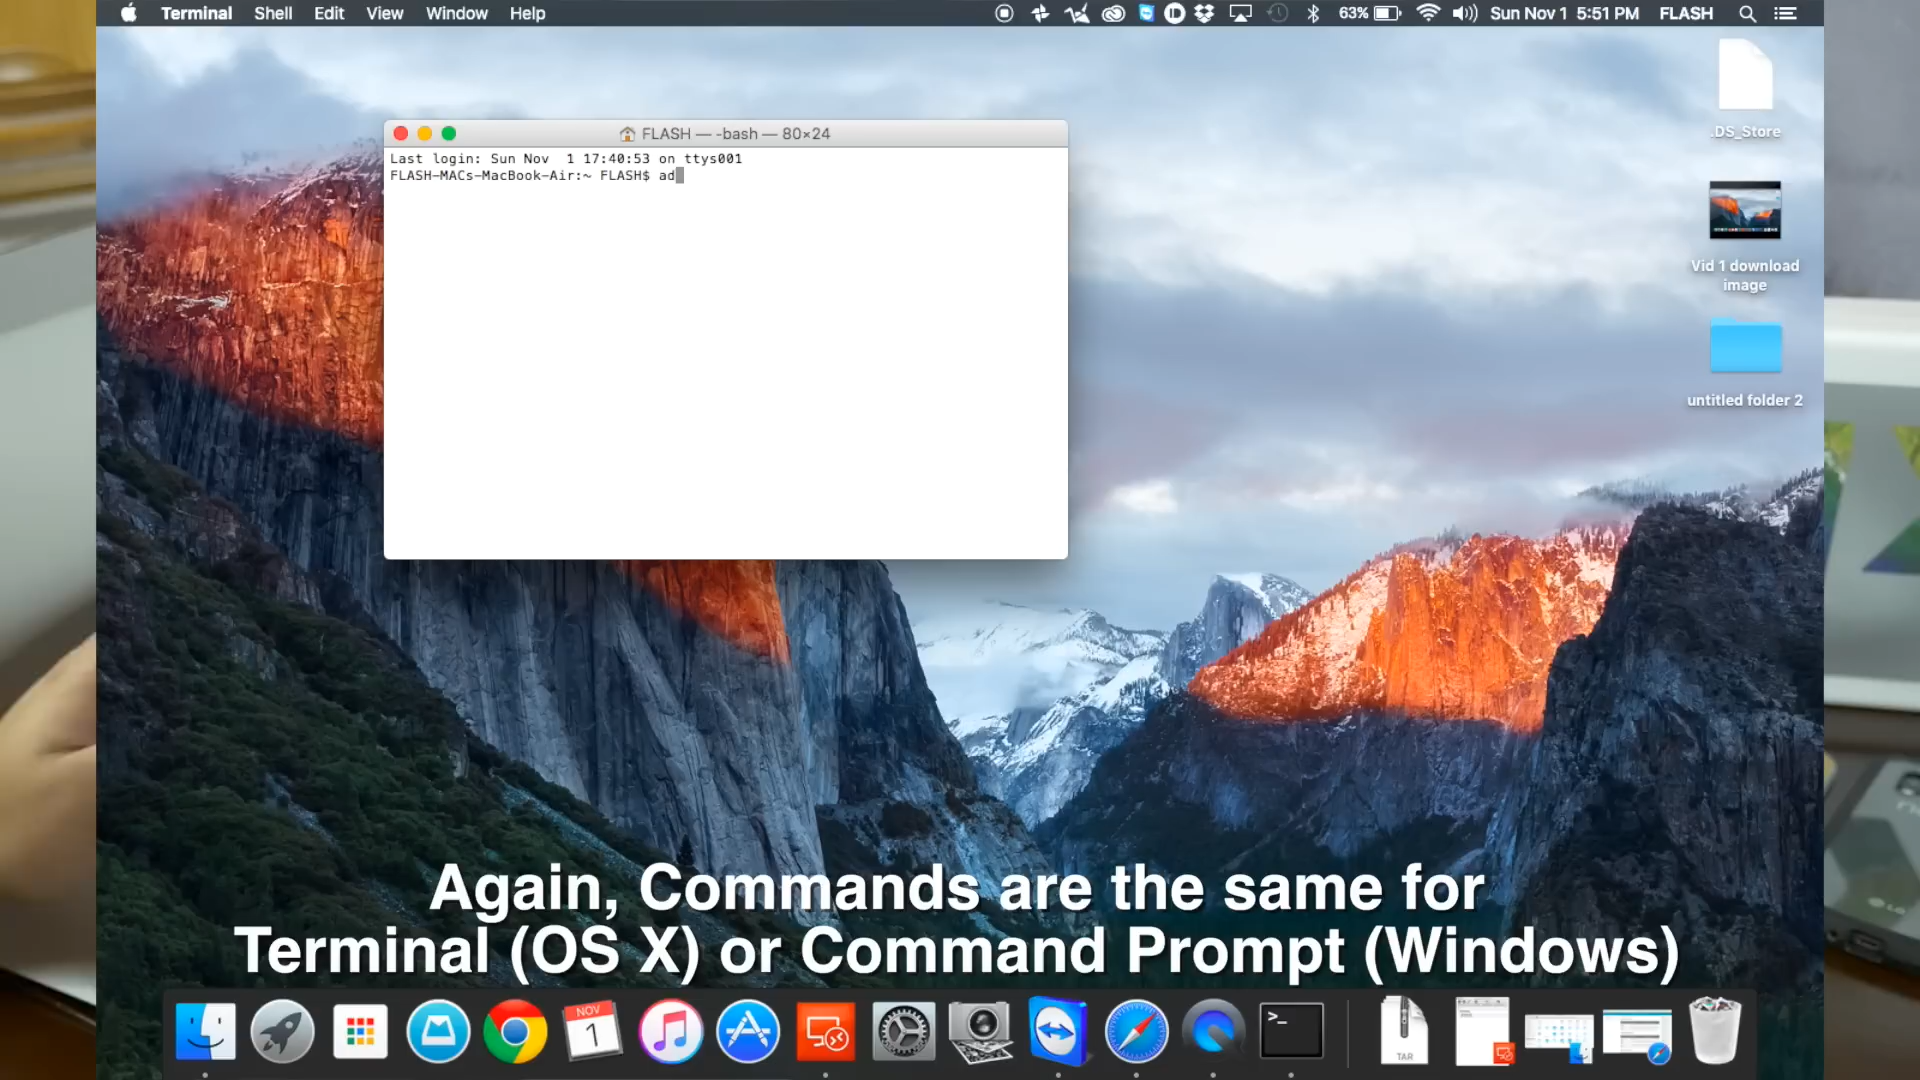 Terminal Shell Edit View Window Help 63% Sun Nov 1 5:51 PM FLASH
FLASH — -bash — 80×24
Last login: Sun Nov  1 17:40:53 on ttys001
FLASH-MACs-MacBook-Air:~ FLASH$ ad
.DS_Store
Vid 1 download
image
untitled folder 2
Again, Commands are the same for
Terminal (OS X) or Command Prompt (Windows)
NOV
1
>_
TAR
LG